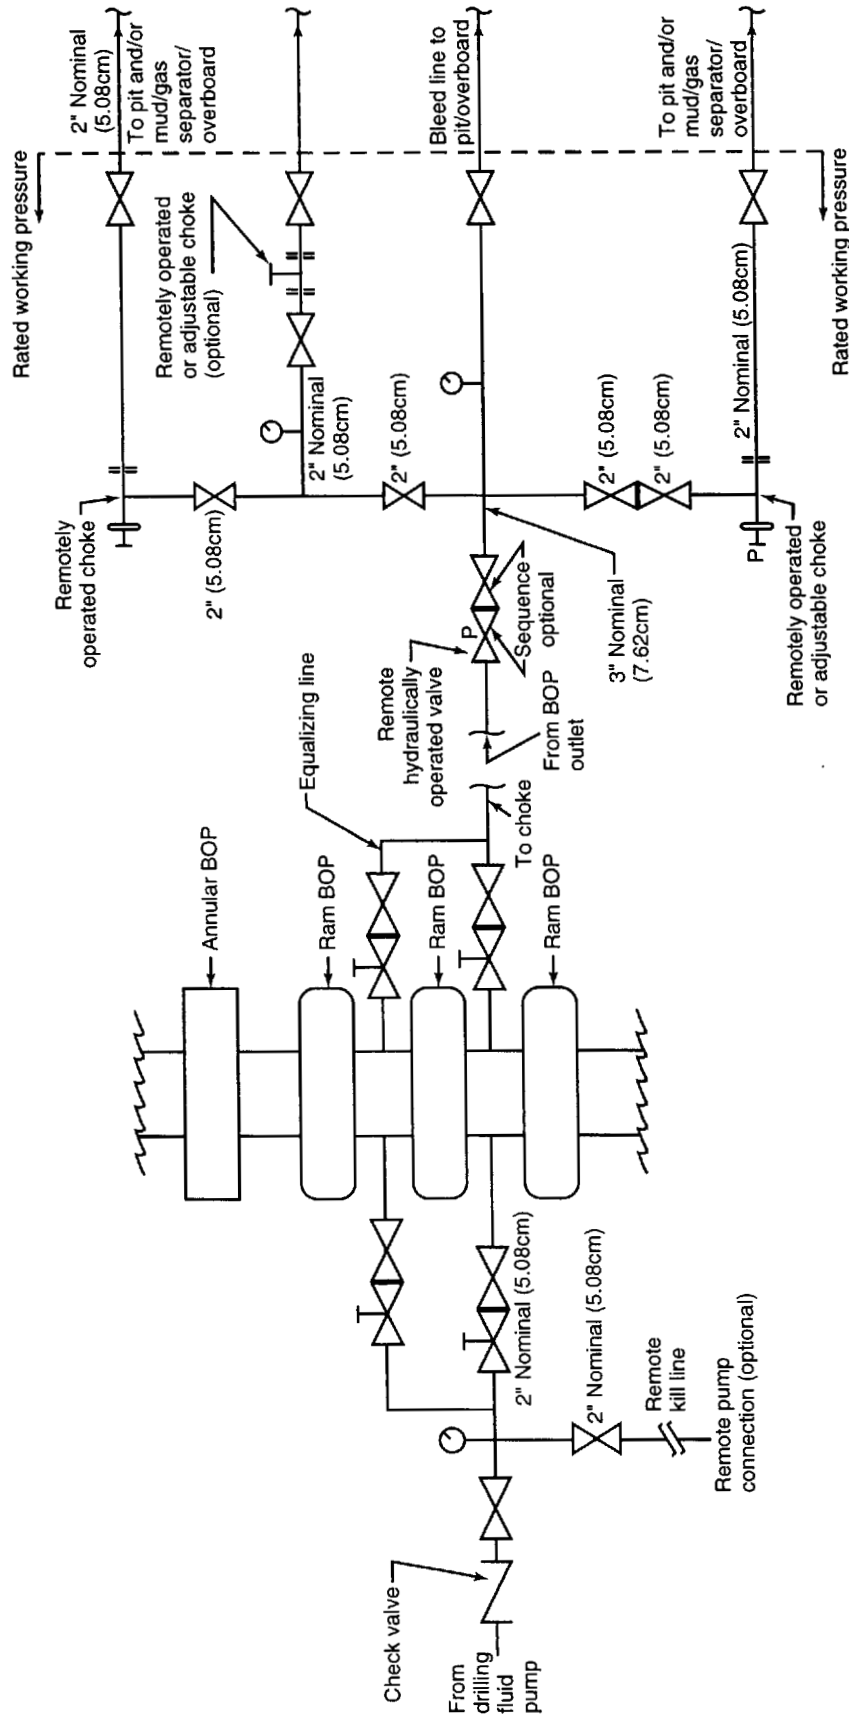 From
drilling
fluid
pump
Check valve
Remote pump
connection (optional)
Remote
kill line
2" Nominal (5.08cm)
2" Nominal (5.08cm)
Annular BOP
Ram BOP
Ram BOP
Ram BOP
Equalizing line
To choke
From BOP
outlet
Remote
hydraulically
operated valve
P
Sequence
optional
3" Nominal
(7.62cm)
Remotely
operated choke
2" (5.08cm)
2" Nominal
(5.08cm)
2" (5.08cm)
2" (5.08cm)
2" (5.08cm)
P
Remotely operated
or adjustable choke
2" Nominal (5.08cm)
Remotely operated
or adjustable choke
(optional)
Rated working pressure
Rated working pressure
2" Nominal
(5.08cm)
To pit and/or
mud/gas
separator/
overboard
Bleed line to
pit/overboard
To pit and/or
mud/gas
separator/
overboard